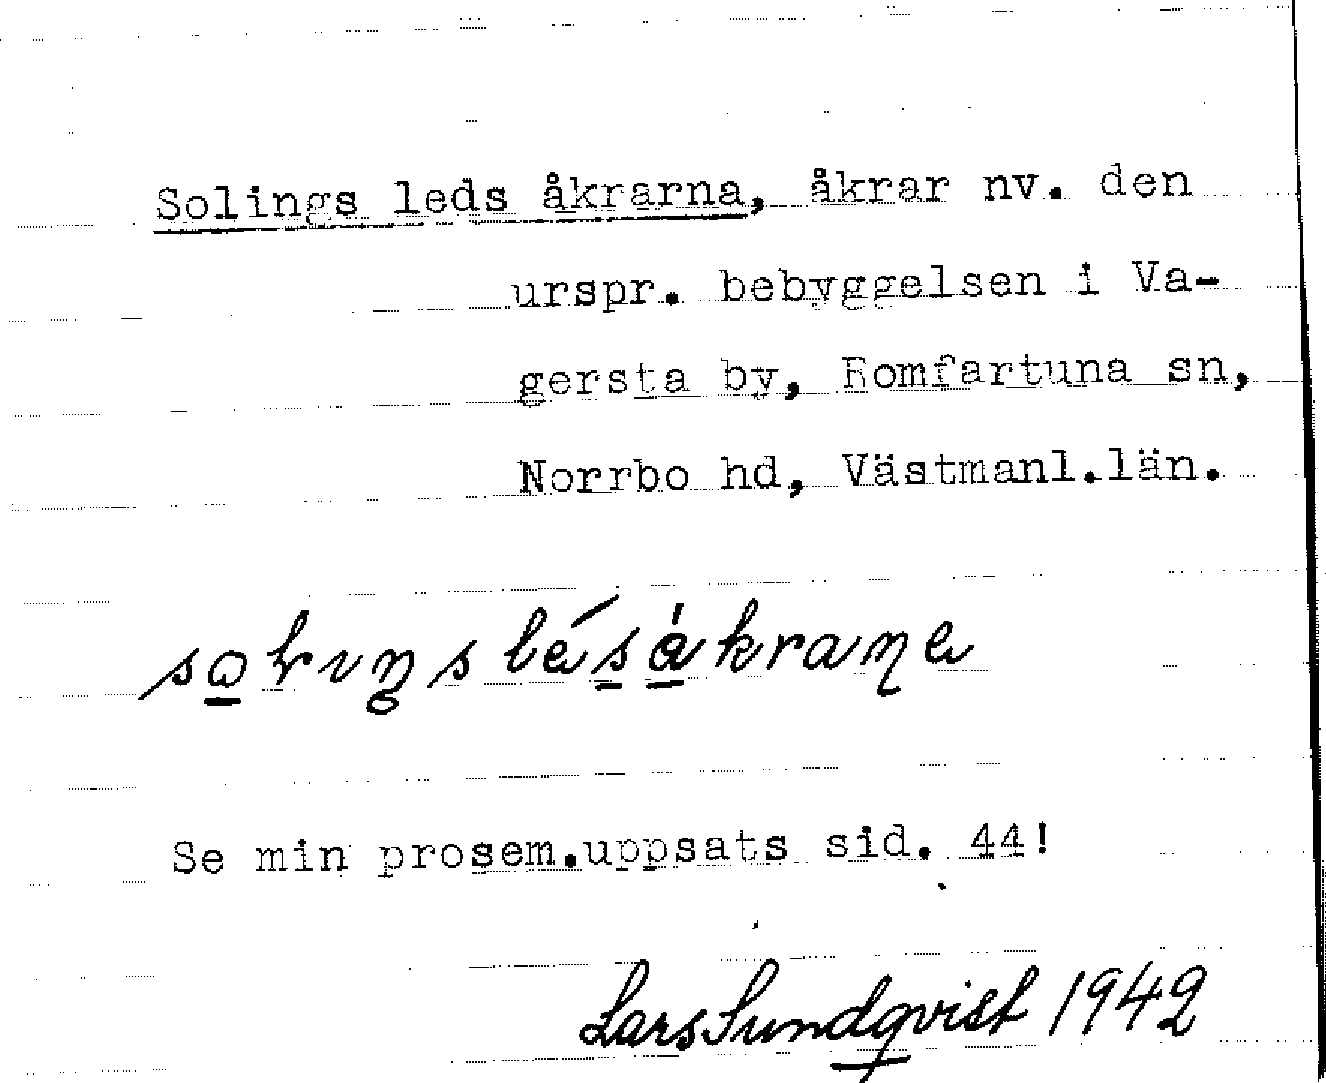 Solings leds åkrarna, åkrar nv. den
urspr. bebyggelsen i Va-
gersta by, Romfartuna sn,
Norrbo hd, Västmanl.län.
Se min prosem.uppsats sid. 44!
Lars Sundqvist 1942